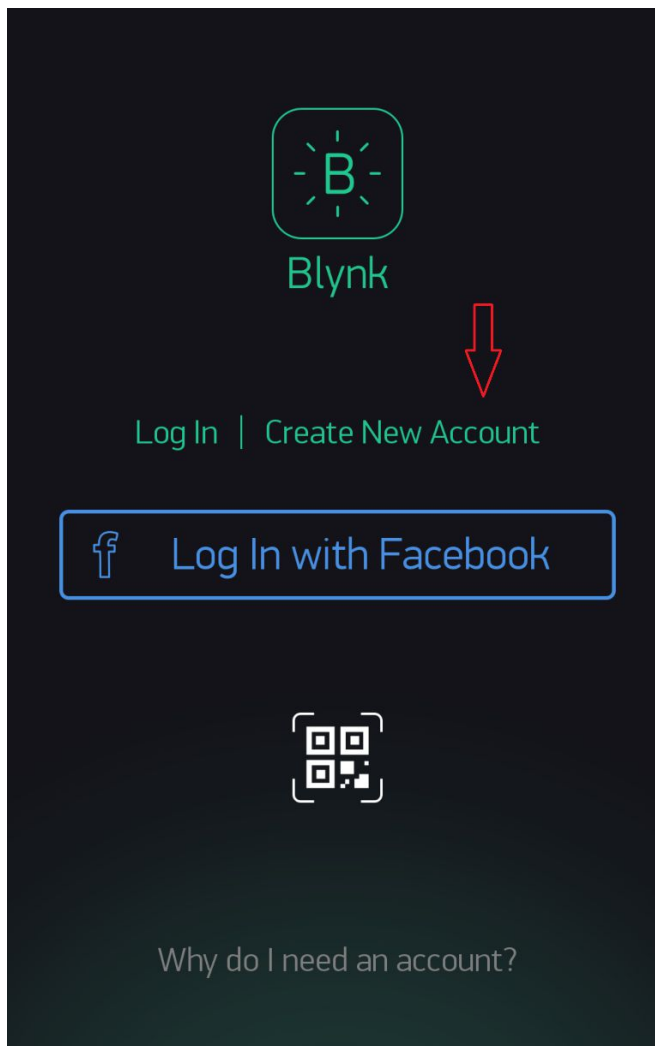 B
Blynk
Log In | Create New Account
f Log In with Facebook
Why do I need an account?